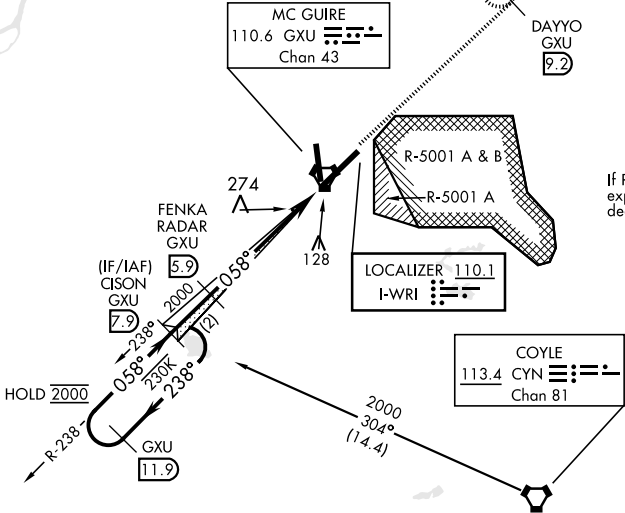 MC GUIRE
110.6 GXU
Chan 43
DAYYO
GXU
9.2
R-5001 A & B
R-5001 A
274
128
FENKA
RADAR
GXU
5.9
(IF/IAF)
CISON
GXU
7.9
2000
058°
(2)
238°
058°
230K
238°
HOLD 2000
R-238
GXU
11.9
LOCALIZER 110.1
I-WRI
COYLE
113.4 CYN
Chan 81
2000
304°
(14.4)
If
exp
de